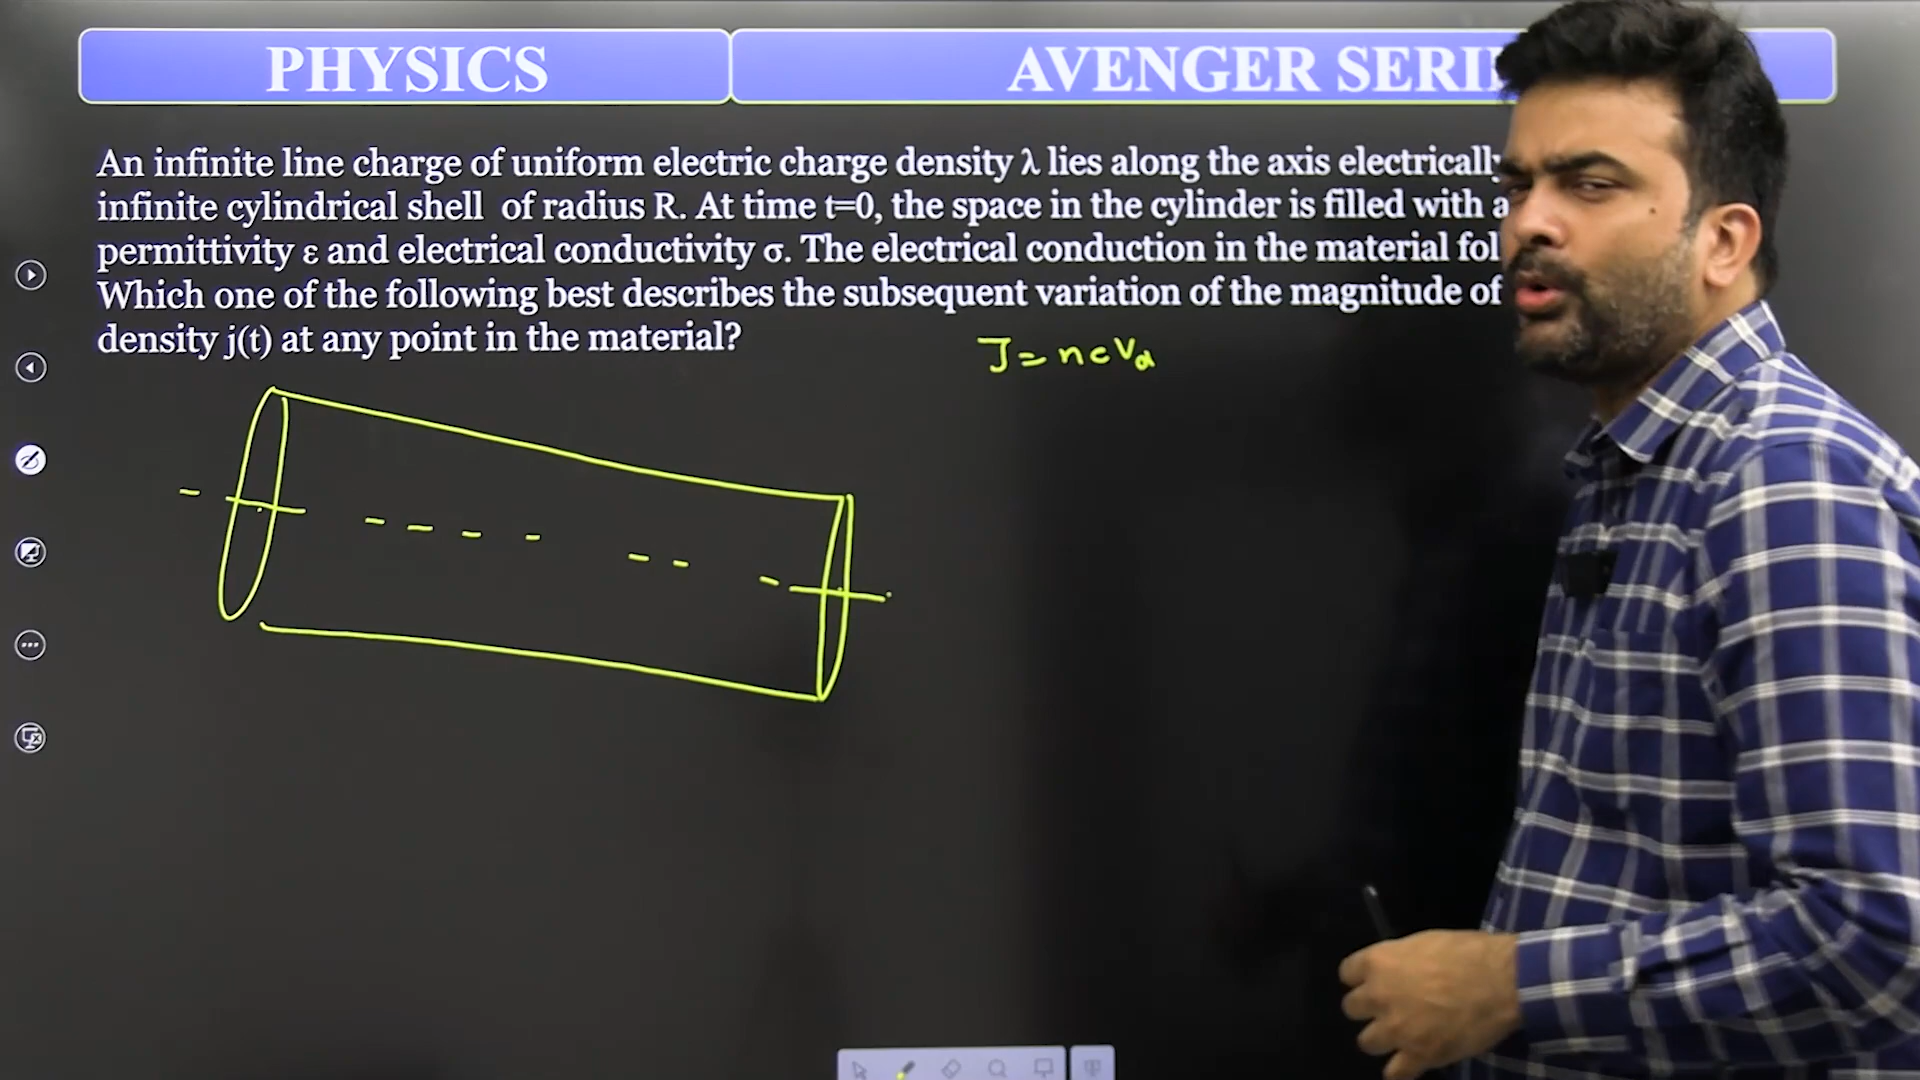 PHYSICS
AVENGER
An infinite line charge of uniform electric charge density λ lies along the axis electrically
infinite cylindrical shell of radius R. At time t=0, the space in the cylinder is filled with a
permittivity ε and electrical conductivity σ. The electrical conduction in the material
Which one of the following best describes the subsequent variation of the magnitude of
density j(t) at any point in the material?
J = neVd